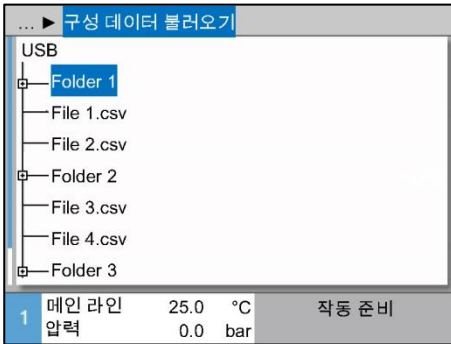 ... ▶ 구성 데이터 불러오기
USB
Folder 1
File 1.csv
File 2.csv
Folder 2
File 3.csv
File 4.csv
Folder 3
1 메인 라인 25.0 °C 작동 준비
압력 0.0 bar